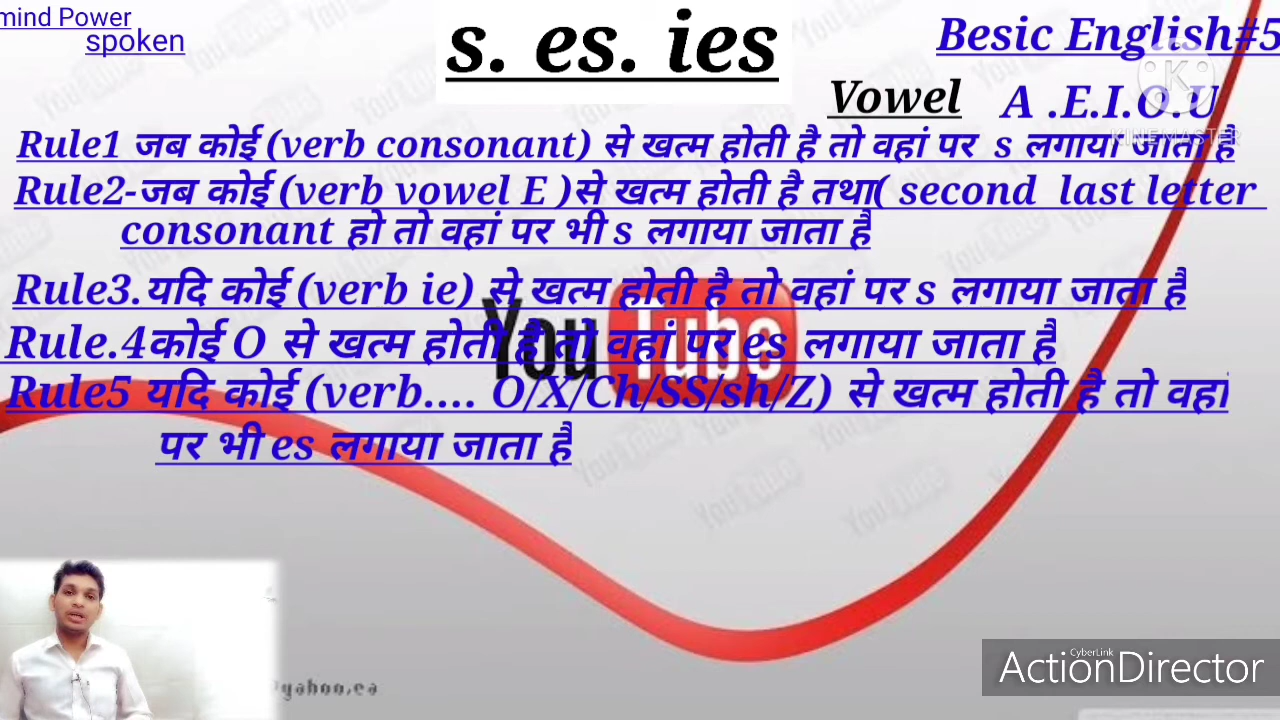 mind Power
spoken
s. es. ies
Besic English#5
Vowel A .E.I.O.U
KINEMASTER
Rule1 जब कोई (verb consonant) से खत्म होती है तो वहां पर s लगाया जाता है
Rule2-जब कोई (verb vowel E )से खत्म होती है तथा( second last letter
consonant हो तो वहां पर भी s लगाया जाता है
Rule3.यदि कोई (verb ie) से खत्म होती है तो वहां पर s लगाया जाता है
Rule.4कोई O से खत्म होती है तो वहां पर es लगाया जाता है
YouTube
Rule5 यदि कोई (verb.... O/X/Ch/SS/sh/Z) से खत्म होती है तो वहां
पर भी es लगाया जाता है
CyberLink
ActionDirector